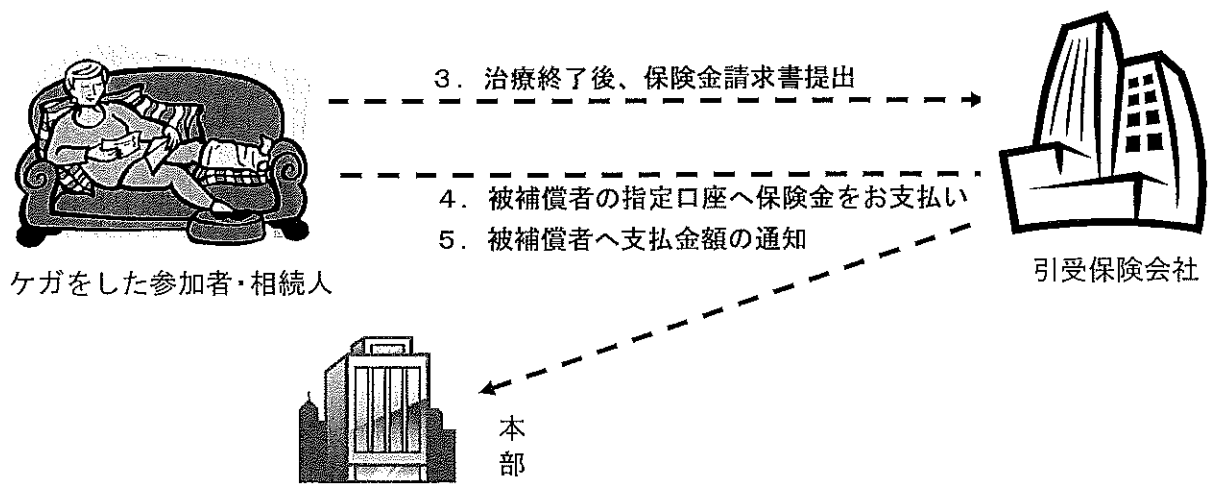 3．治療終了後、保険金請求書提出
4．被補償者の指定口座へ保険金をお支払い
5．被補償者へ支払金額の通知
ケガをした参加者・相続人
引受保険会社
本
部